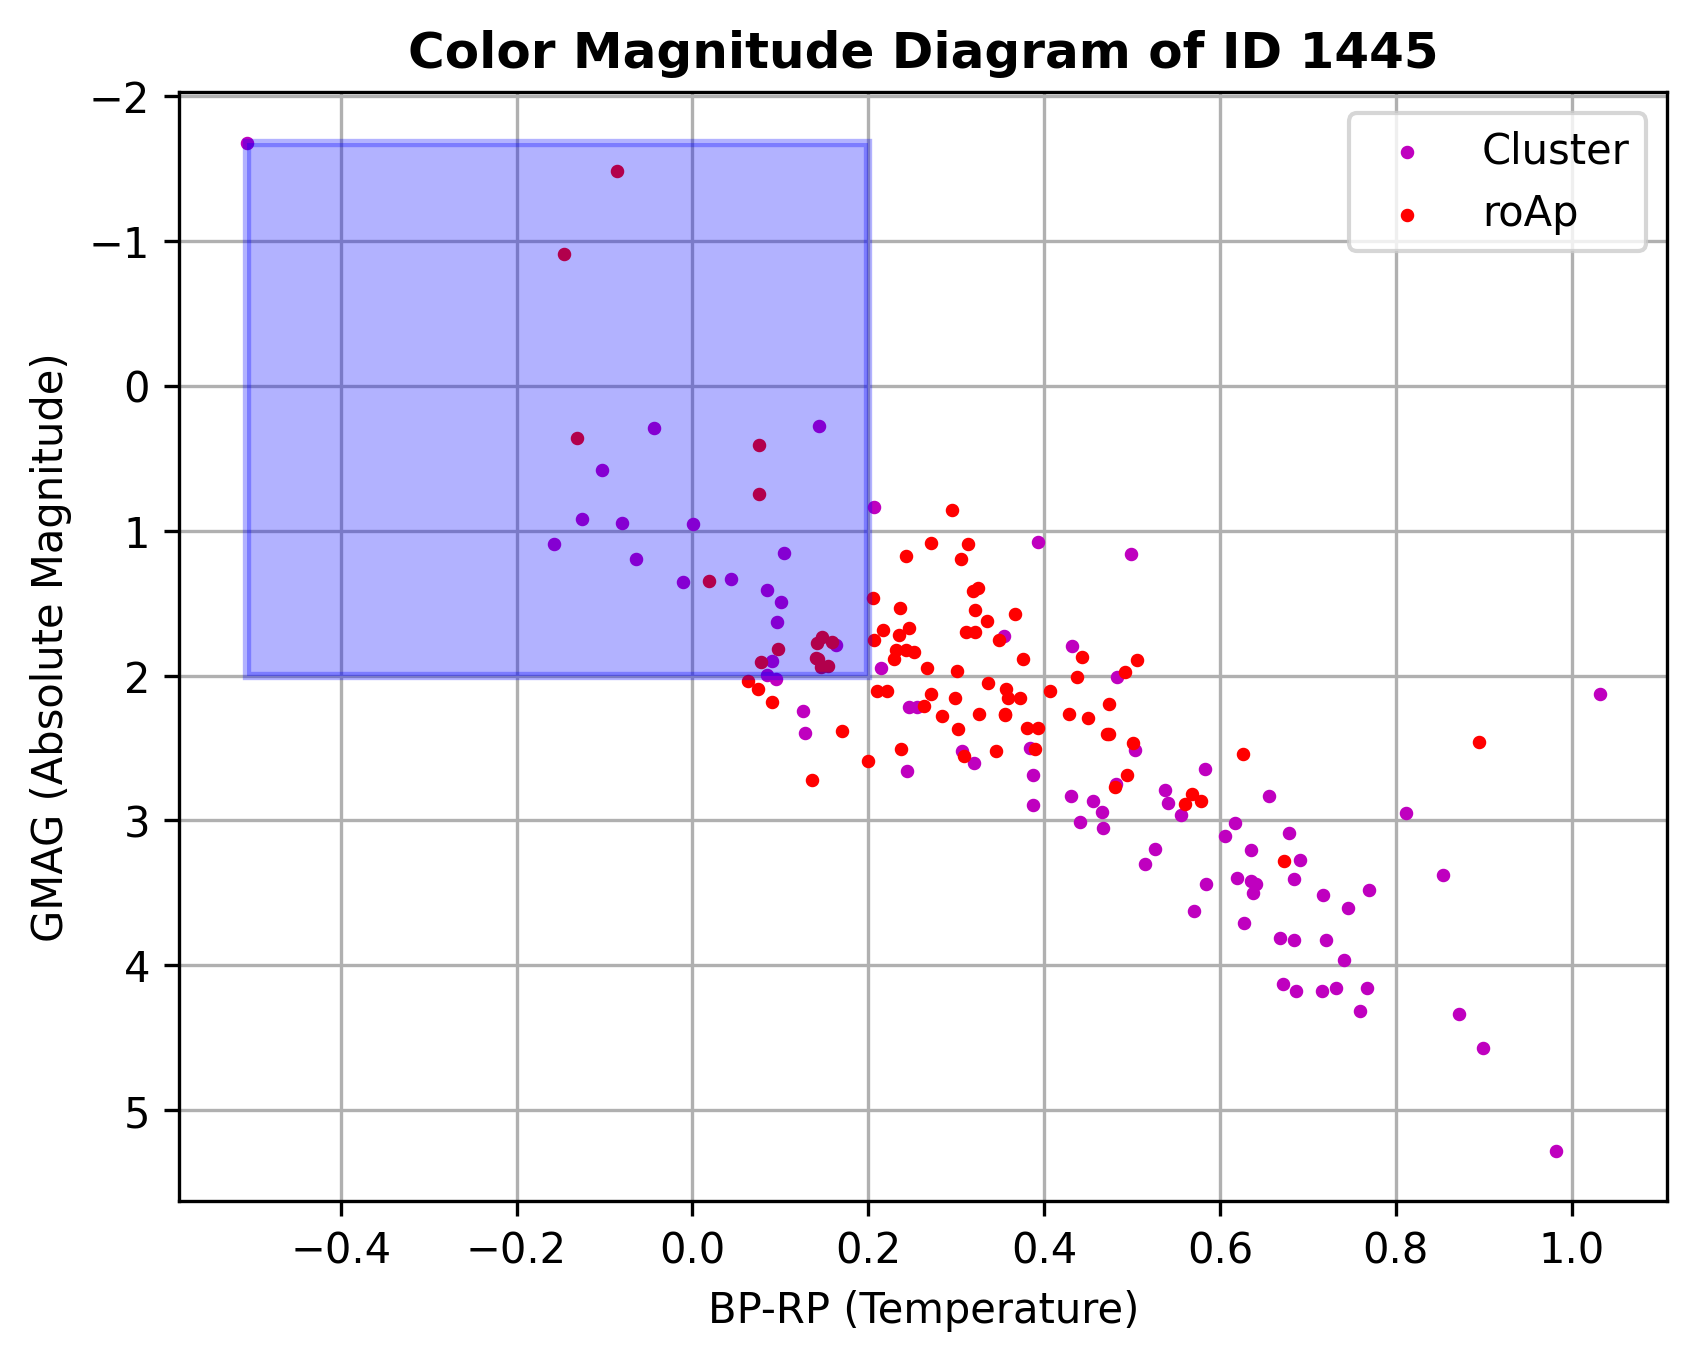 Color Magnitude Diagram of ID 1445
Cluster
roAp
GMAG (Absolute Magnitude)
−2
−1
0
1
2
3
4
5
−0.4 −0.2 0.0 0.2 0.4 0.6 0.8 1.0
BP-RP (Temperature)